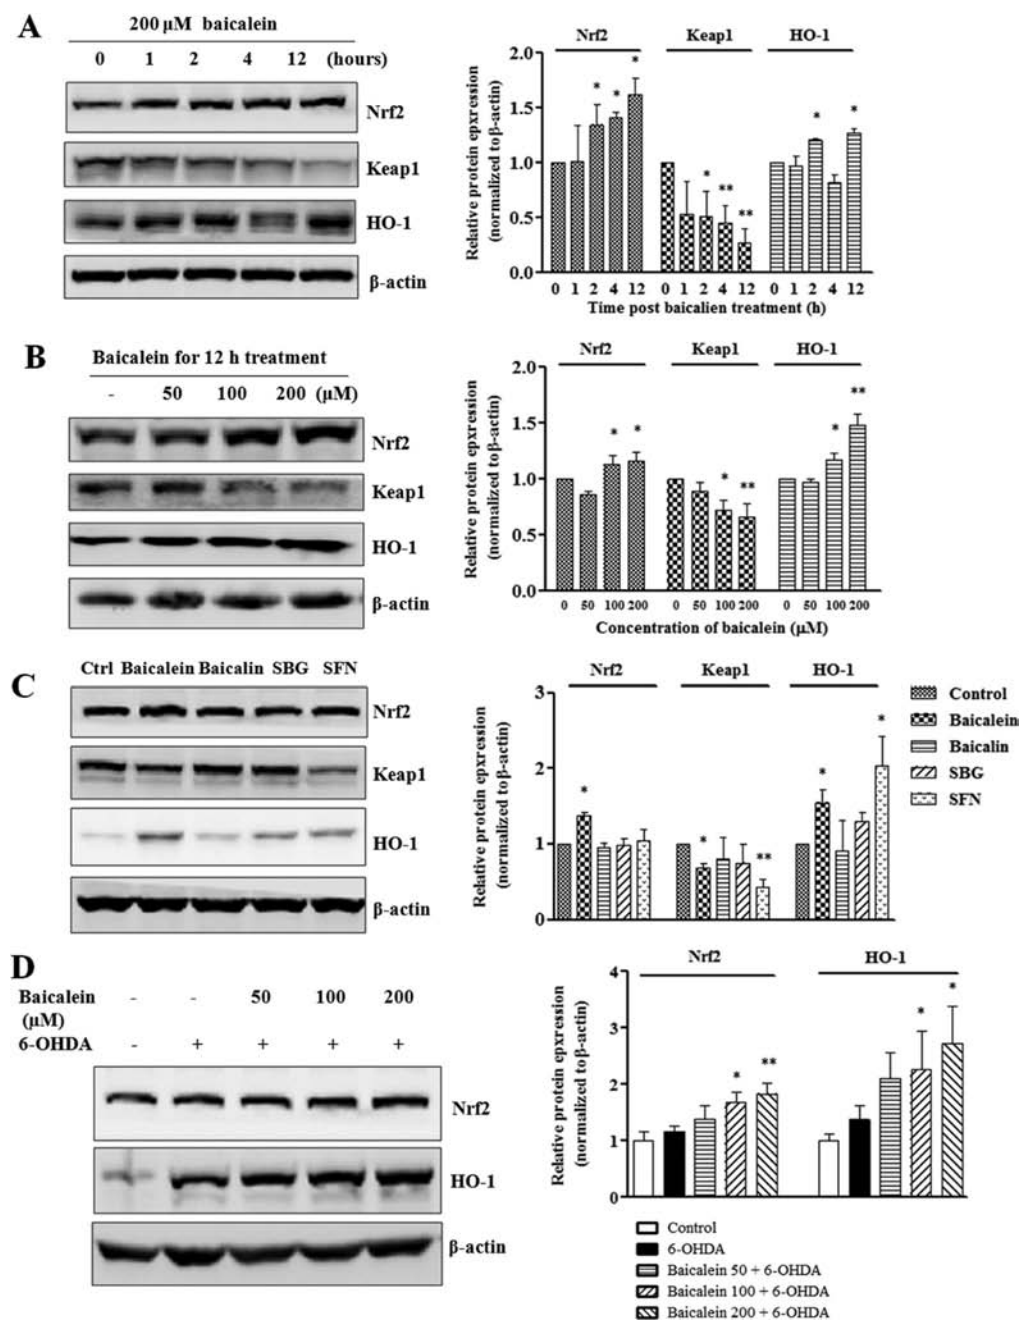 A
200 μM baicalein
0 1 2 4 12 (hours)
Nrf2
Keap1
HO-1
β-actin
Nrf2 Keap1 HO-1
Relative protein epxression
(normalized to β-actin)
2.0
1.5
1.0
0.5
0.0
* * *
* ** **
* *
0 1 2 4 12 0 1 2 4 12 0 1 2 4 12
Time post baicalien treatment (h)
B
Baicalein for 12 h treatment
- 50 100 200 (μM)
Nrf2
Keap1
HO-1
β-actin
Nrf2 Keap1 HO-1
Relative protein epxression
(normalized to β-actin)
2.0
1.5
1.0
0.5
0.0
* *
* **
* **
0 50 100 200 0 50 100 200 0 50 100 200
Concentration of baicalein (μM)
C
Ctrl Baicalein Baicalin SBG SFN
Nrf2
Keap1
HO-1
β-actin
Nrf2 Keap1 HO-1
Relative protein epxression
(normalized to β-actin)
3
2
1
0
*
* **
* *
Control
Baicalein
Baicalin
SBG
SFN
D
Baicalein - - 50 100 200
(μM)
6-OHDA - + + + +
Nrf2
HO-1
β-actin
Nrf2 HO-1
Relative protein epxression
(normalized to β-actin)
4
3
2
1
0
* **
* *
Control
6-OHDA
Baicalein 50 + 6-OHDA
Baicalein 100 + 6-OHDA
Baicalein 200 + 6-OHDA